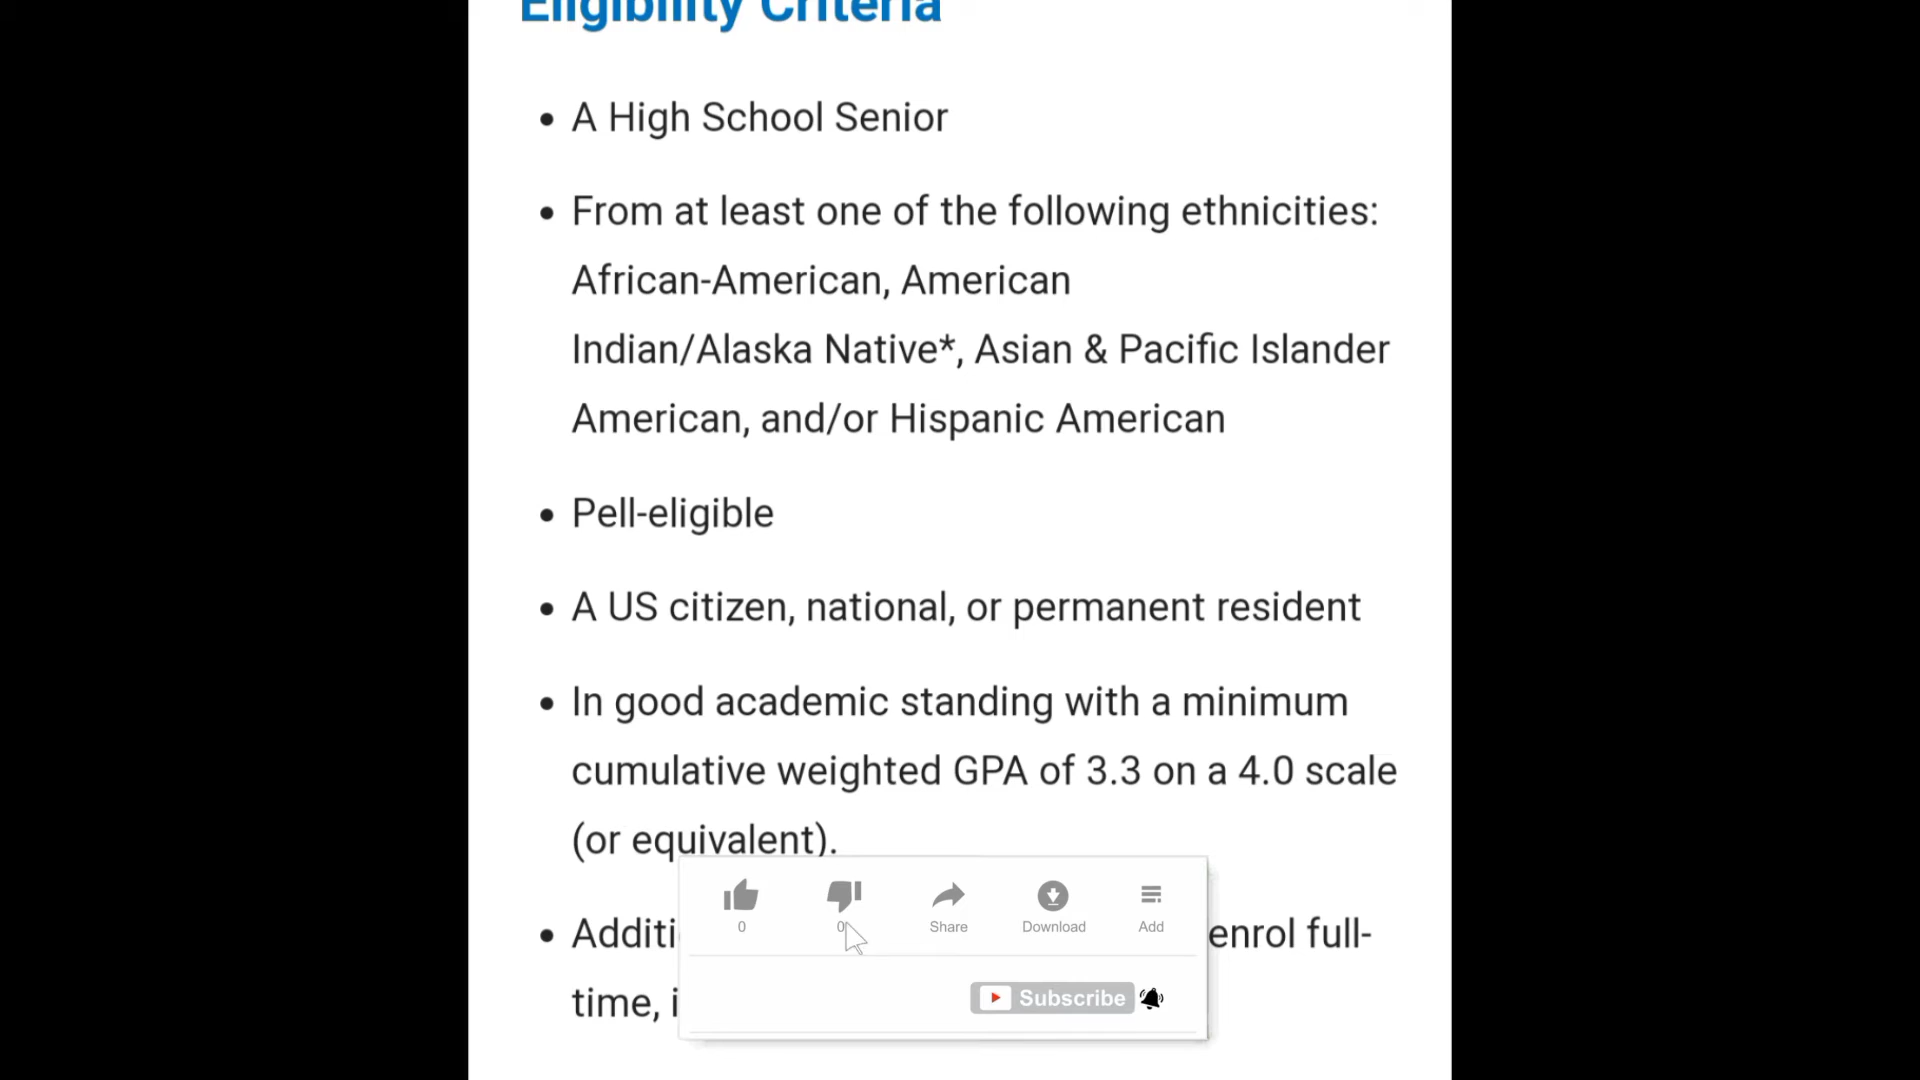 Eligibility Criteria
• A High School Senior
• From at least one of the following ethnicities:
African-American, American
Indian/Alaska Native*, Asian & Pacific Islander
American, and/or Hispanic American
• Pell-eligible
• A US citizen, national, or permanent resident
• In good academic standing with a minimum
cumulative weighted GPA of 3.3 on a 4.0 scale
(or equivalent).
• enrol full-
time,
0 0 Share Download Add
Subscribe